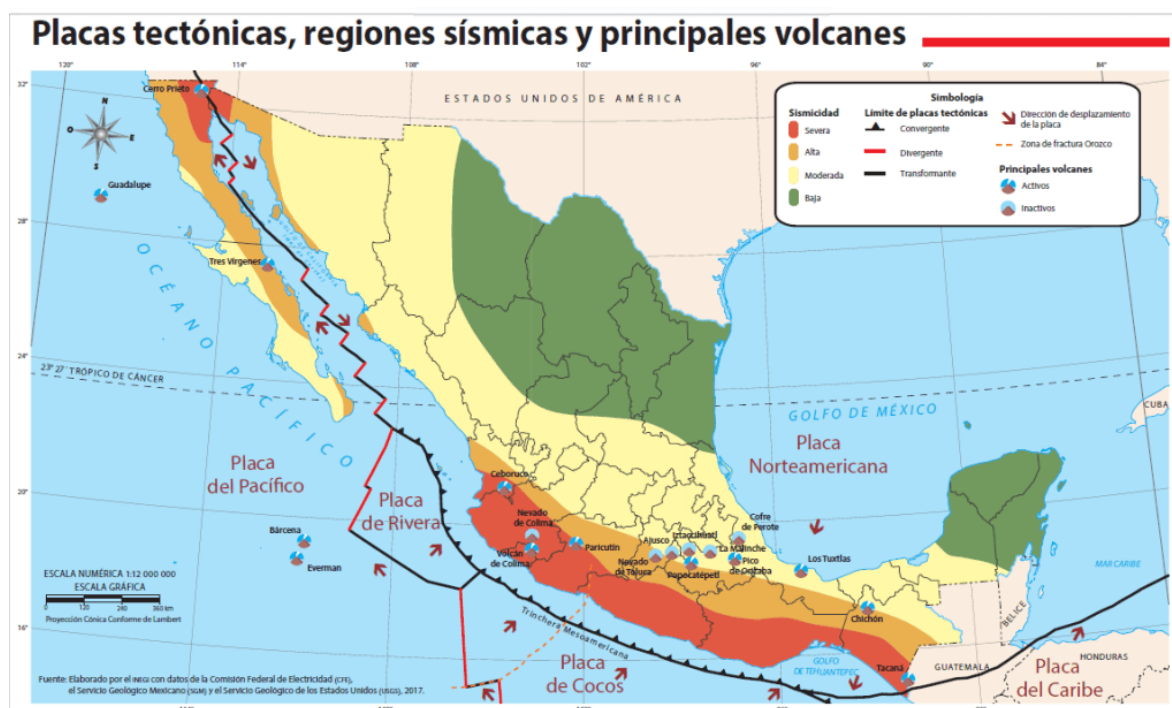 Placas tectónicas, regiones sísmicas y principales volcanes
120°
114°
108°
102°
96°
90°
84°
32°
28°
24°
20°
16°
N
O
E
S
Cerro Prieto
ESTADOS UNIDOS DE AMÉRICA
Simbología
Sismicidad
Severa
Alta
Moderada
Baja
Límite de placas tectónicas
Convergente
Divergente
Transformante
Dirección de desplazamiento
de la placa
Zona de fractura Orozco
Principales volcanes
Activos
Inactivos
Guadalupe
Tres Vírgenes
OCÉANO PACÍFICO
23° 27' TRÓPICO DE CÁNCER
GOLFO DE MÉXICO
CUBA
Placa
Norteamericana
Placa
del Pacífico
Placa
de Rivera
Ceboruco
Nevado
de Colima
Volcán
de Colima
Paricutín
Ajusco
Iztaccíhuatl
Cofre
de Perote
La Malinche
Nevado
de Toluca
Popocatépetl
Pico
de Orizaba
Los Tuxtlas
Bárcena
Everman
Chichón
MAR CARIBE
BELICE
ESCALA NUMÉRICA 1:12 000 000
ESCALA GRÁFICA
0 120 240 360 km
Proyección Cónica Conforme de Lambert
Trinchera Mesoamericana
Placa
de Cocos
GOLFO
DE TEHUANTEPEC
Tacaná
GUATEMALA
HONDURAS
Placa
del Caribe
Fuente: Elaborado por el INEGI con datos de la Comisión Federal de Electricidad (CFE),
el Servicio Geológico Mexicano (SGM) y el Servicio Geológico de los Estados Unidos (USGS), 2017.